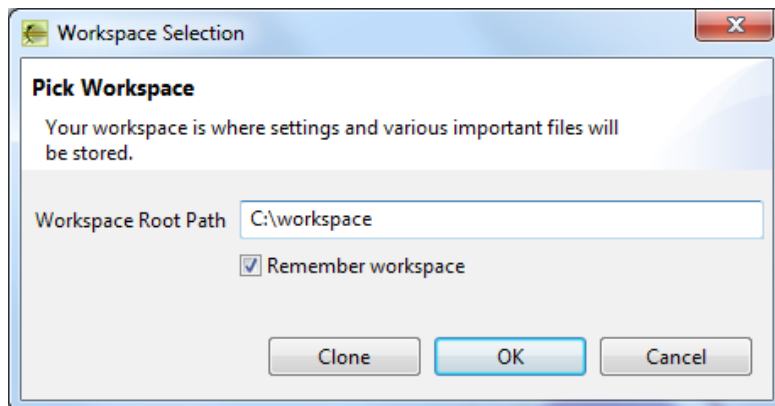 Workspace Selection
Pick Workspace
Your workspace is where settings and various important files will
be stored.
Workspace Root Path C:\workspace
Remember workspace
Clone OK Cancel